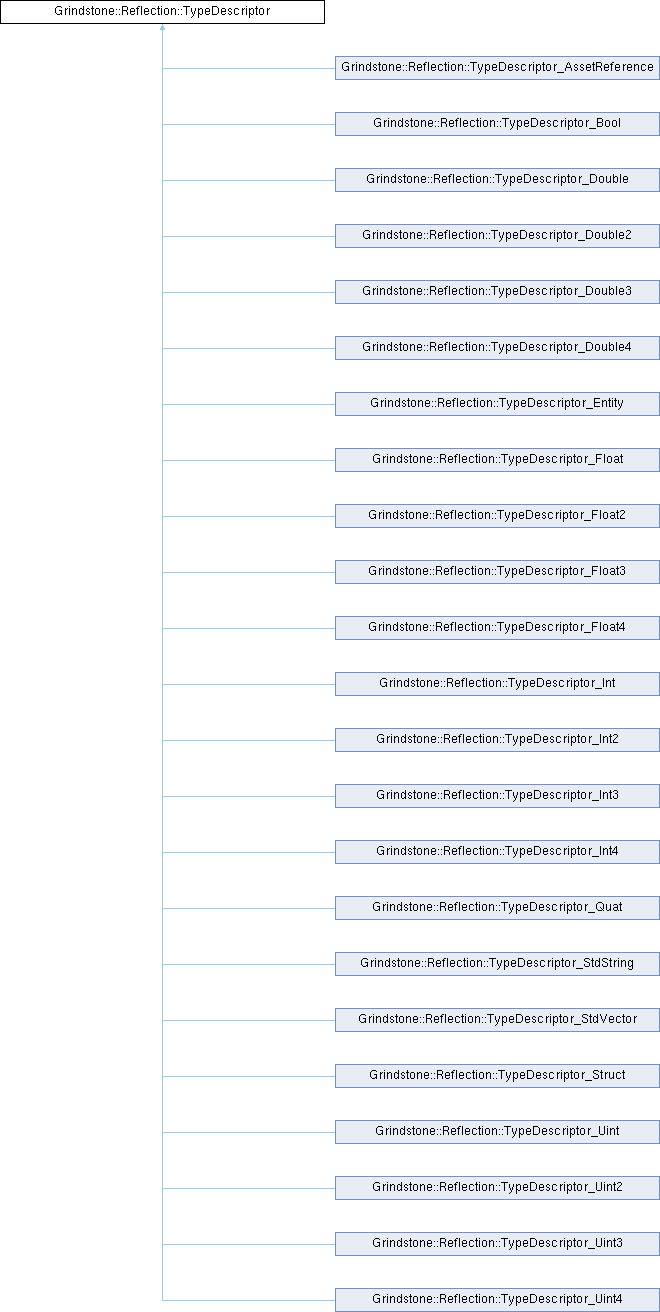 Grindstone::Reflection::TypeDescriptor
Grindstone::Reflection::TypeDescriptor_AssetReference
Grindstone::Reflection::TypeDescriptor_Bool
Grindstone::Reflection::TypeDescriptor_Double
Grindstone::Reflection::TypeDescriptor_Double2
Grindstone::Reflection::TypeDescriptor_Double3
Grindstone::Reflection::TypeDescriptor_Double4
Grindstone::Reflection::TypeDescriptor_Entity
Grindstone::Reflection::TypeDescriptor_Float
Grindstone::Reflection::TypeDescriptor_Float2
Grindstone::Reflection::TypeDescriptor_Float3
Grindstone::Reflection::TypeDescriptor_Float4
Grindstone::Reflection::TypeDescriptor_Int
Grindstone::Reflection::TypeDescriptor_Int2
Grindstone::Reflection::TypeDescriptor_Int3
Grindstone::Reflection::TypeDescriptor_Int4
Grindstone::Reflection::TypeDescriptor_Quat
Grindstone::Reflection::TypeDescriptor_StdString
Grindstone::Reflection::TypeDescriptor_StdVector
Grindstone::Reflection::TypeDescriptor_Struct
Grindstone::Reflection::TypeDescriptor_Uint
Grindstone::Reflection::TypeDescriptor_Uint2
Grindstone::Reflection::TypeDescriptor_Uint3
Grindstone::Reflection::TypeDescriptor_Uint4